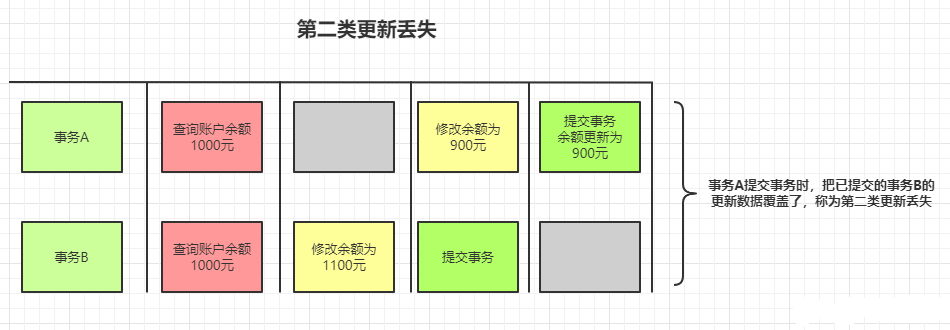 第二类更新丢失
事务A
查询账户余额
1000元
修改余额为
900元
提交事务
余额更新为
900元
事务A提交事务时，把已提交的事务B的
更新数据覆盖了，称为第二类更新丢失
事务B
查询账户余额
1000元
修改余额为
1100元
提交事务